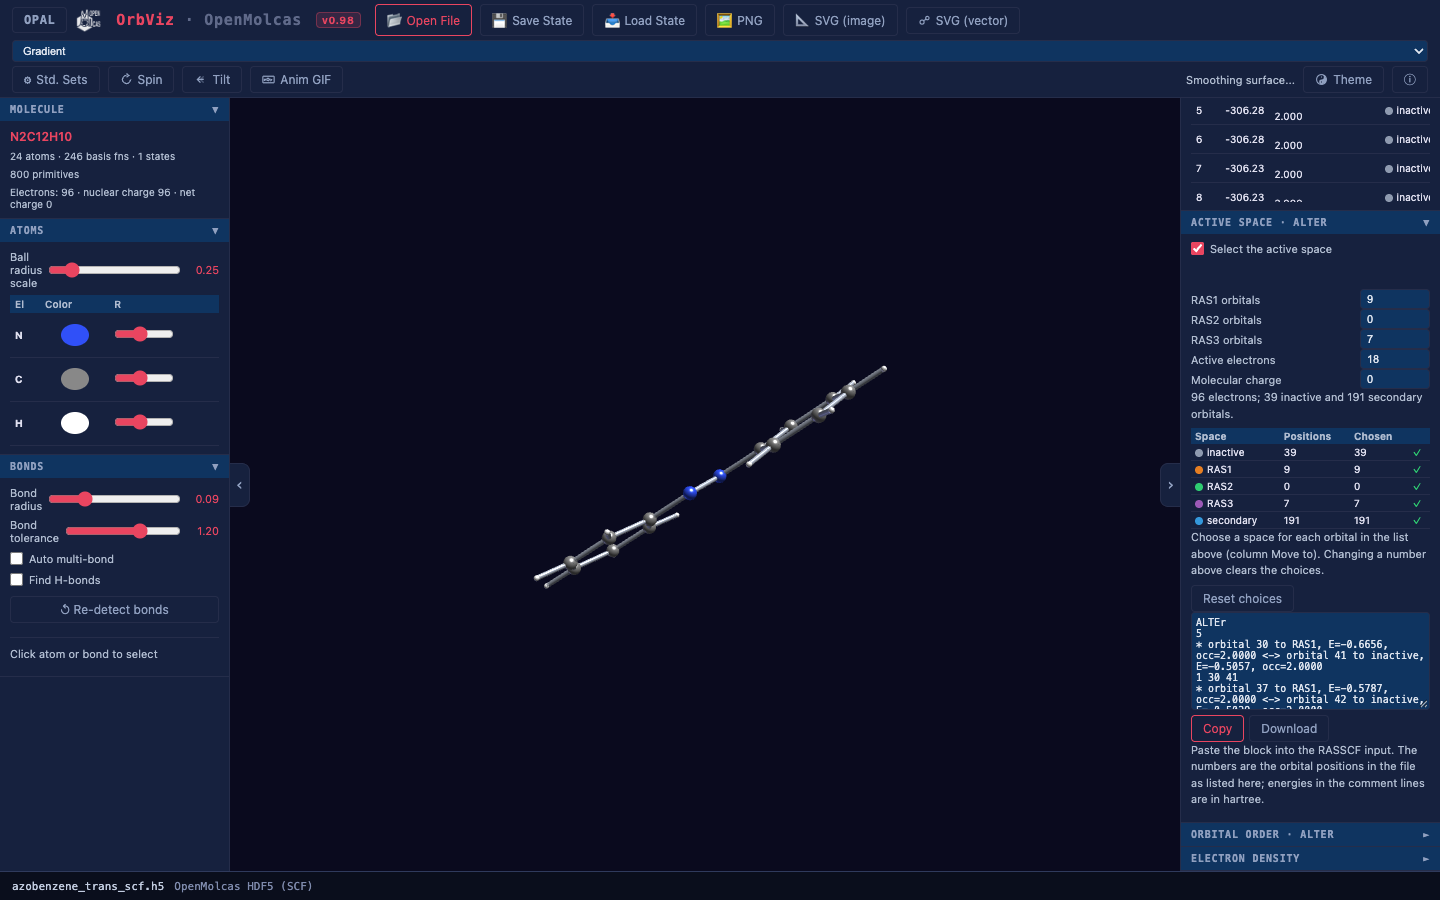 OPAL OrbViz · OpenMolcas v0.98 Open File Save State Load State PNG SVG (image) SVG (vector)
Gradient
Std. Sets Spin Tilt Anim GIF Smoothing surface... Theme
MOLECULE
N2C12H10
24 atoms · 246 basis fns · 1 states
800 primitives
Electrons: 96 · nuclear charge 96 · net
charge 0
ATOMS
Ball
radius
scale
0.25
El Color R
N
C
H
BONDS
Bond
radius
0.09
Bond
tolerance
1.20
Auto multi-bond
Find H-bonds
Re-detect bonds
Click atom or bond to select
5 -306.28 2.000 inactive
6 -306.28 2.000 inactive
7 -306.23 2.000 inactive
8 -306.23 inactive
ACTIVE SPACE · ALTER
Select the active space
RAS1 orbitals 9
RAS2 orbitals 0
RAS3 orbitals 7
Active electrons 18
Molecular charge 0
96 electrons; 39 inactive and 191 secondary
orbitals.
Space Positions Chosen
inactive 39 39 ✓
RAS1 9 9 ✓
RAS2 0 0 ✓
RAS3 7 7 ✓
secondary 191 191 ✓
Choose a space for each orbital in the list
above (column Move to). Changing a number
above clears the choices.
Reset choices
ALTEr
5
* orbital 30 to RAS1, E=-0.6656,
occ=2.0000 <-> orbital 41 to inactive,
E=-0.5057, occ=2.0000
1 30 41
* orbital 37 to RAS1, E=-0.5787,
occ=2.0000 <-> orbital 42 to inactive,
Copy Download
Paste the block into the RASSCF input. The
numbers are the orbital positions in the file
as listed here; energies in the comment lines
are in hartree.
ORBITAL ORDER · ALTER
ELECTRON DENSITY
azobenzene_trans_scf.h5 OpenMolcas HDF5 (SCF)